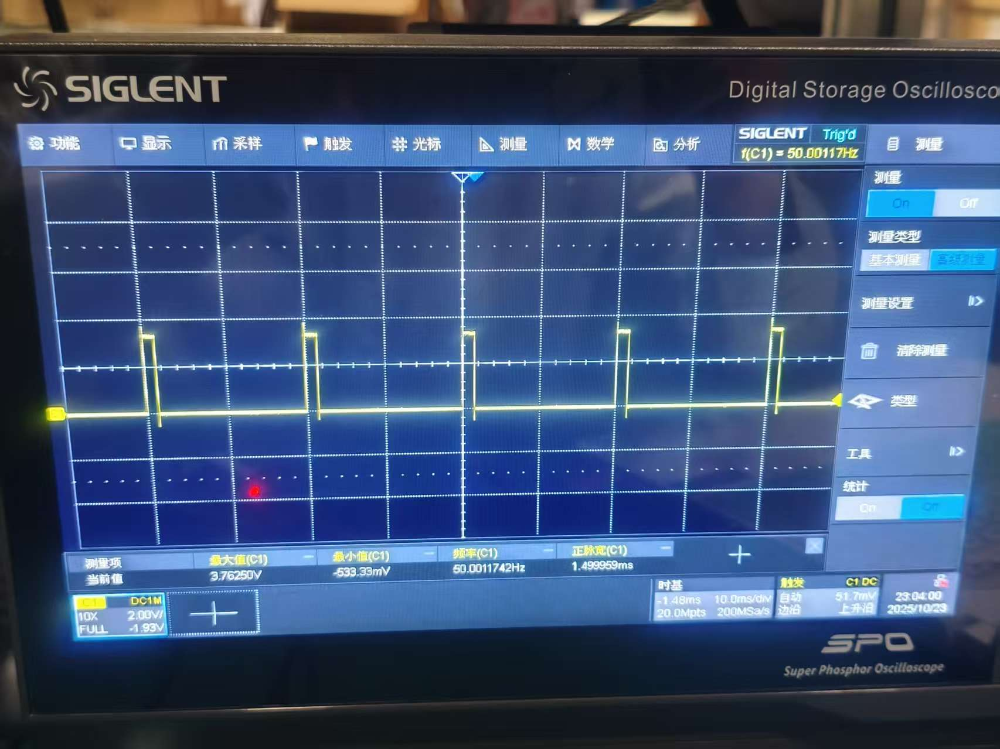 SIGLENT
Digital Storage Oscillosco
功能 显示 采样 触发 光标 测量 数学 分析
SIGLENT Trig'd
f(C1) = 50.00117Hz
测量
测量
On Off
测量类型
基本测量 高级测量
测量设置
清除测量
类型
工具
统计
On Off
测量项 最大值(C1) 最小值(C1) 频率(C1) 正脉宽(C1)
当前值 3.76250V -533.33mV 50.0011742Hz 1.499959ms
C1 DC1M
10X 2.00V/
FULL -1.93V
时基
-1.48ms 10.0ms/div
20.0Mpts 200MSa/s
触发 C1 DC
自动 51.7mV
边沿 上升沿
23:04:00
2025/10/23
SPO
Super Phosphor Oscilloscope